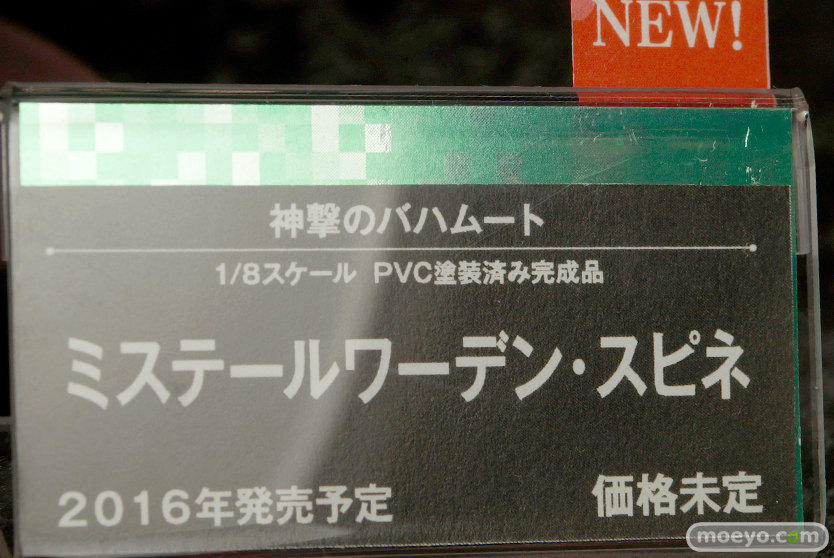 NEW!
神撃のバハムート
1/8スケール PVC塗装済み完成品
ミステールワーデン・スピネ
2016年発売予定
価格未定
moeyo.com